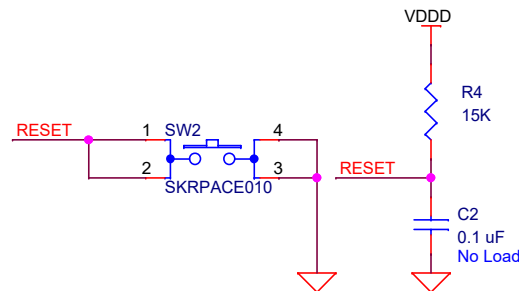 VDDD
R4
15K
RESET
1
SW2
4
2
3
SKRPACE010
RESET
C2
0.1 uF
No Load